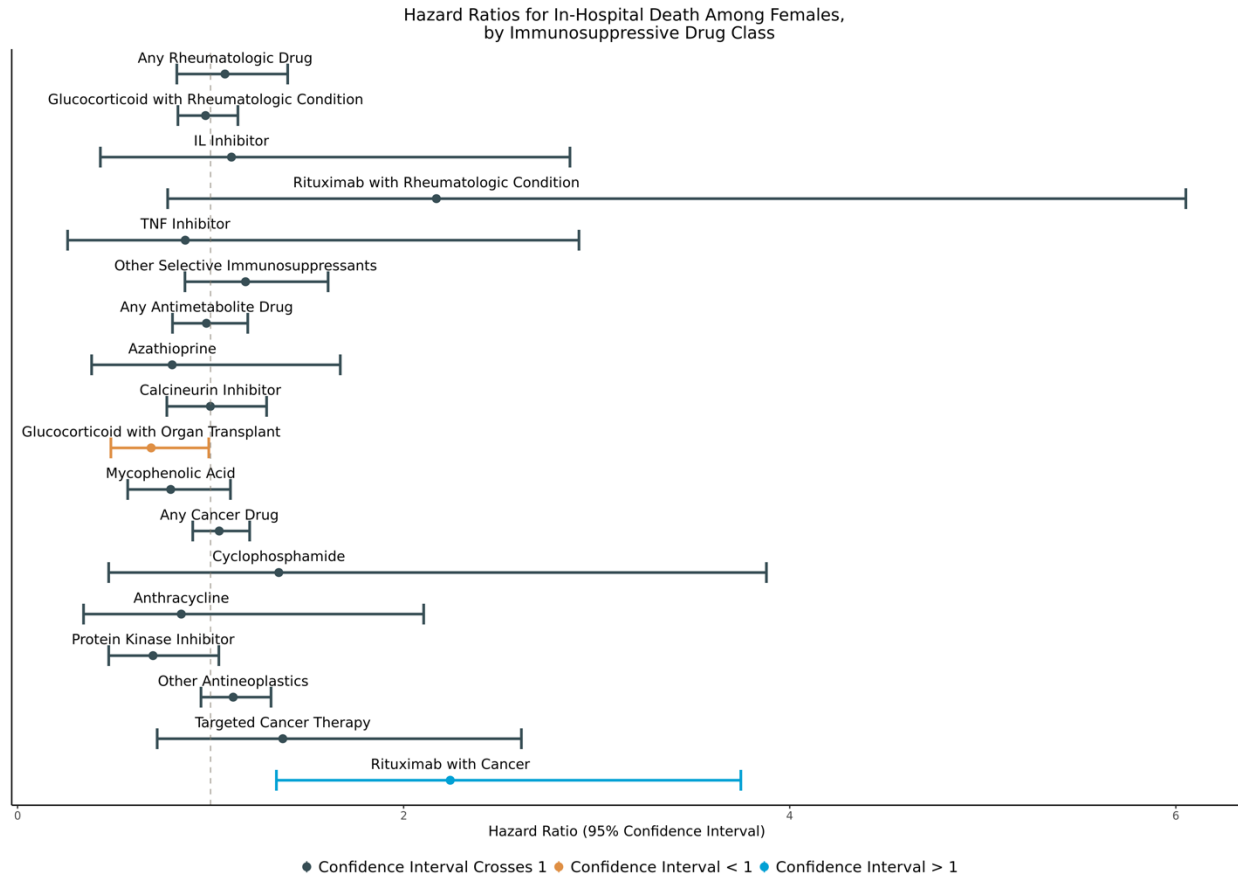 Hazard Ratios for In-Hospital Death Among Females,
by Immunosuppressive Drug Class
Any Rheumatologic Drug
Glucocorticoid with Rheumatologic Condition
IL Inhibitor
Rituximab with Rheumatologic Condition
TNF Inhibitor
Other Selective Immunosuppressants
Any Antimetabolite Drug
Azathioprine
Calcineurin Inhibitor
Glucocorticoid with Organ Transplant
Mycophenolic Acid
Any Cancer Drug
Cyclophosphamide
Anthracycline
Protein Kinase Inhibitor
Other Antineoplastics
Targeted Cancer Therapy
Rituximab with Cancer
0 2 4 6
Hazard Ratio (95% Confidence Interval)
Confidence Interval Crosses 1 Confidence Interval < 1 Confidence Interval > 1